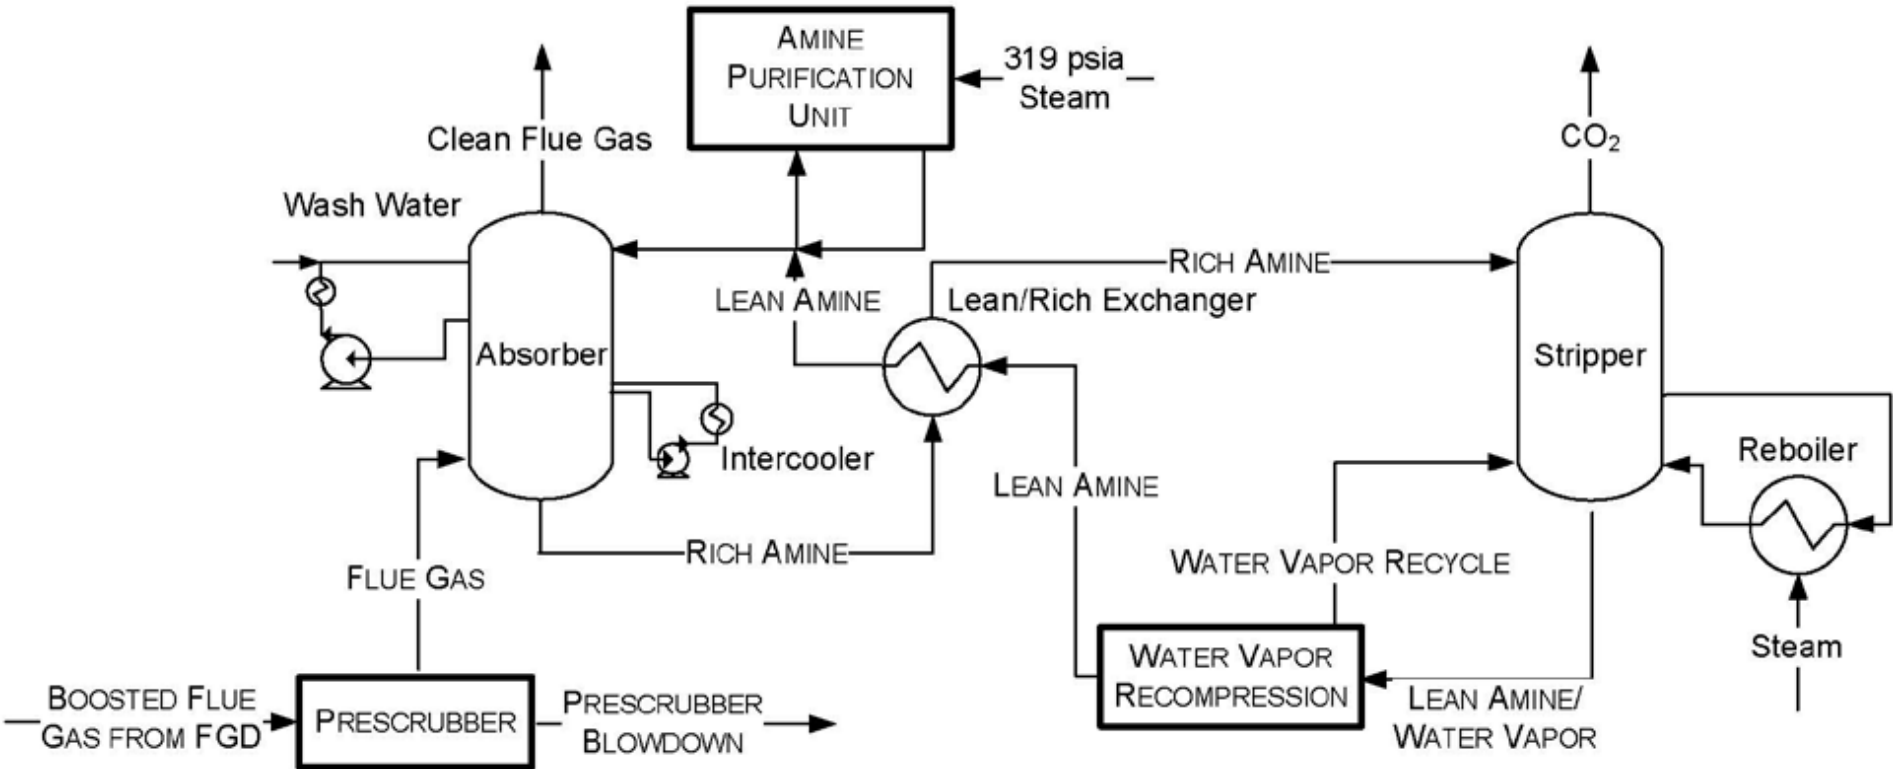 AMINE
PURIFICATION
UNIT
319 psia
Steam
Clean Flue Gas
CO₂
Wash Water
RICH AMINE
LEAN AMINE
Lean/Rich Exchanger
Absorber
Stripper
Intercooler
Reboiler
LEAN AMINE
RICH AMINE
WATER VAPOR RECYCLE
FLUE GAS
Steam
WATER VAPOR
RECOMPRESSION
LEAN AMINE/
WATER VAPOR
BOOSTED FLUE
GAS FROM FGD
PRESCRUBBER
PRESCRUBBER
BLOWDOWN